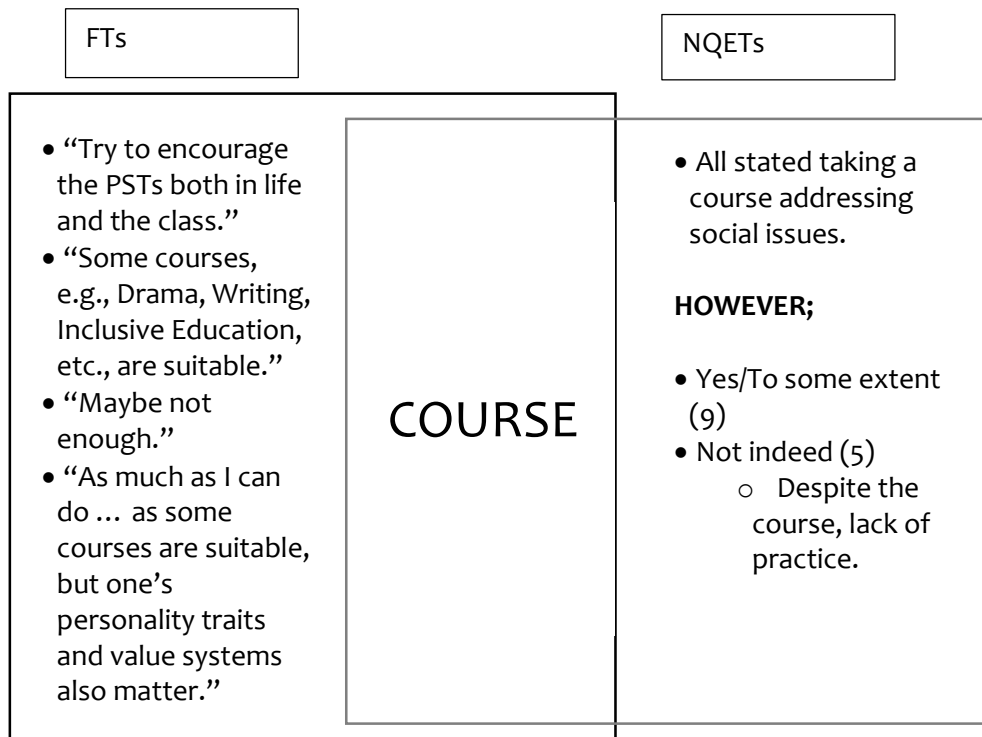 FTs
NQETs
• “Try to encourage
the PSTs both in life
and the class.”
• “Some courses,
e.g., Drama, Writing,
Inclusive Education,
etc., are suitable.”
• “Maybe not
enough.”
• “As much as I can
do … as some
courses are suitable,
but one’s
personality traits
and value systems
also matter.”
COURSE
• All stated taking a
course addressing
social issues.
HOWEVER;
• Yes/To some extent
(9)
• Not indeed (5)
o Despite the
course, lack of
practice.